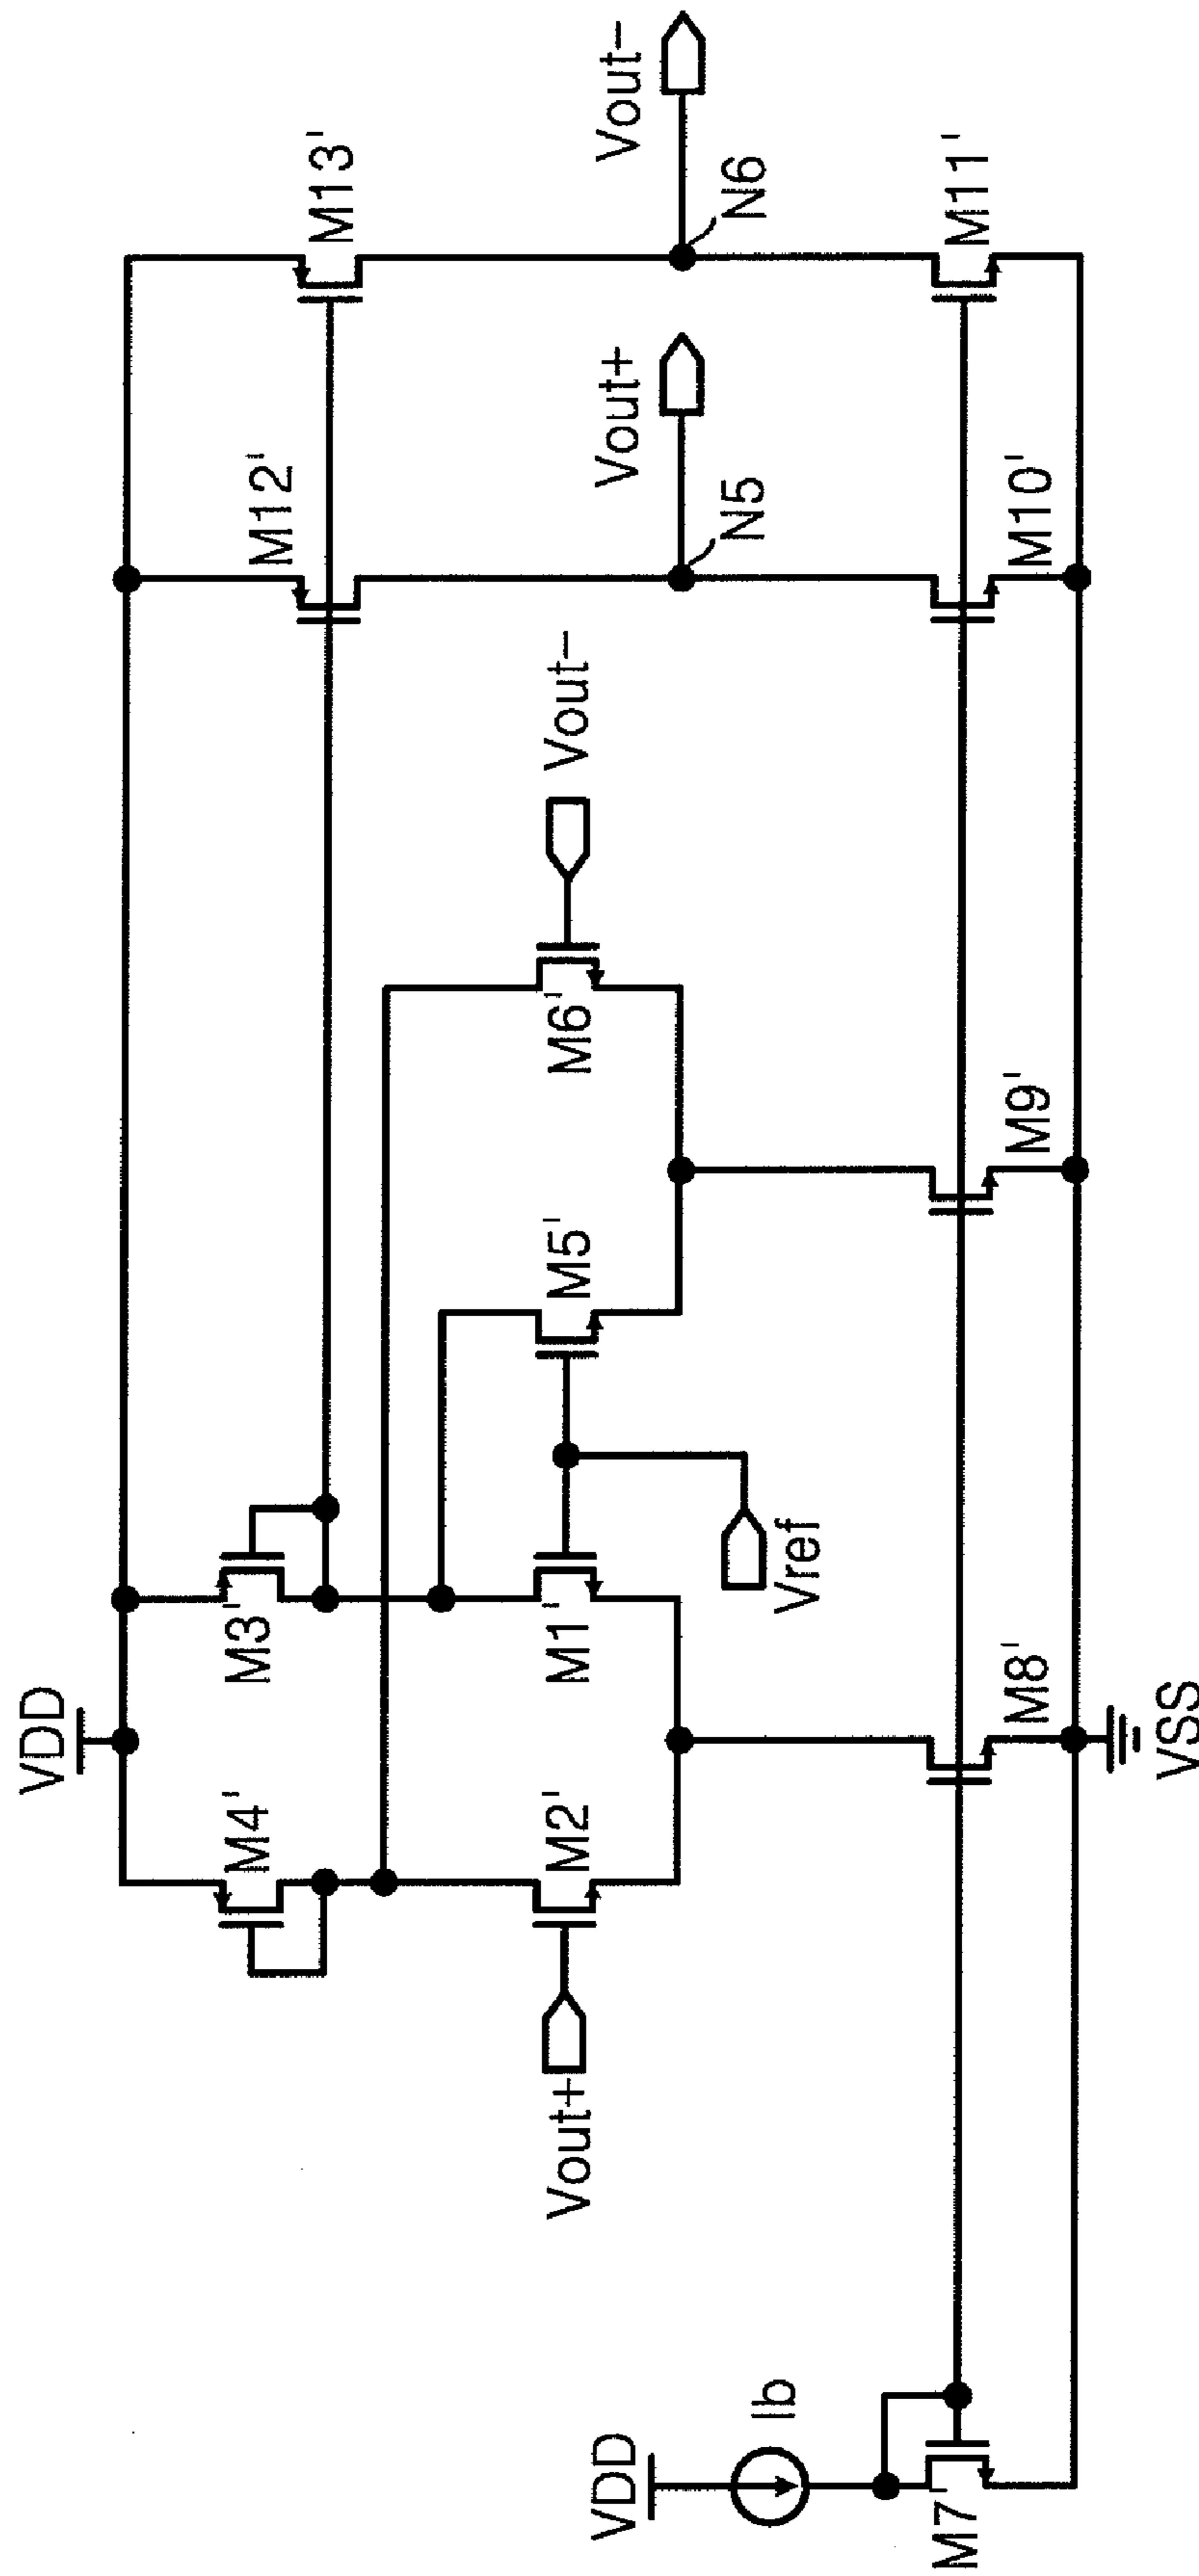 VDD
M4'
M3'
M12'
M13'
Vout+
M2'
M1'
M5'
M6'
Vout-
Vout+
N5
Vout-
N6
Vref
VDD
Ib
M7'
M8'
M9'
M10'
M11'
VSS